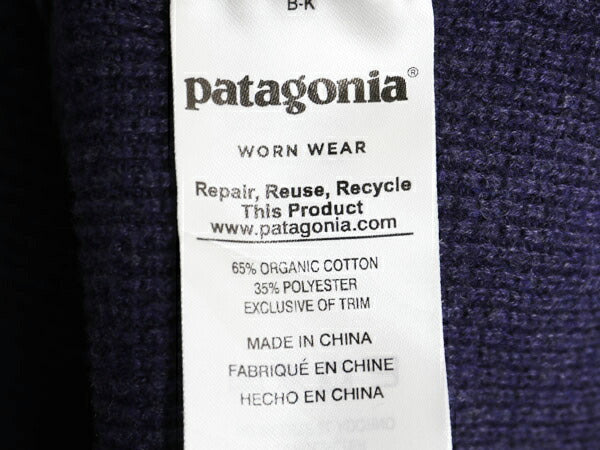 B-K
patagonia®
WORN WEAR
Repair, Reuse, Recycle
This Product
www.patagonia.com
65% ORGANIC COTTON
35% POLYESTER
EXCLUSIVE OF TRIM
MADE IN CHINA
FABRIQUÉ EN CHINE
HECHO EN CHINA